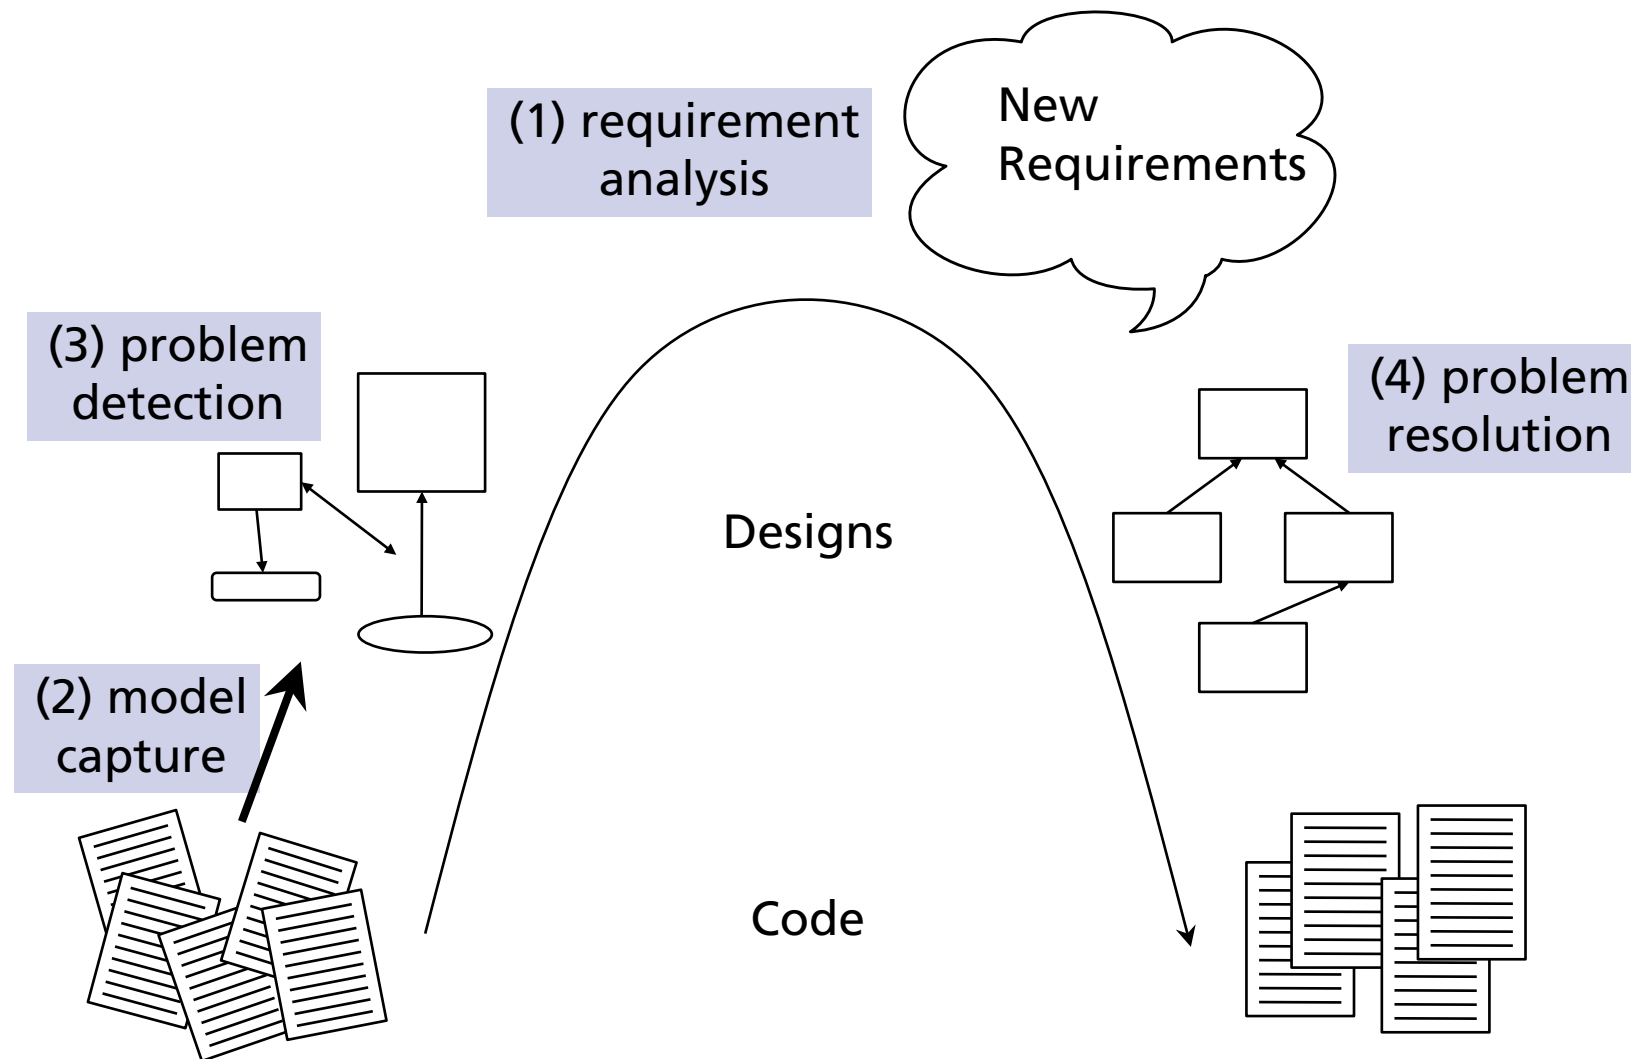 (1) requirement
analysis
New
Requirements
(3) problem
detection
(4) problem
resolution
Designs
(2) model
capture
Code